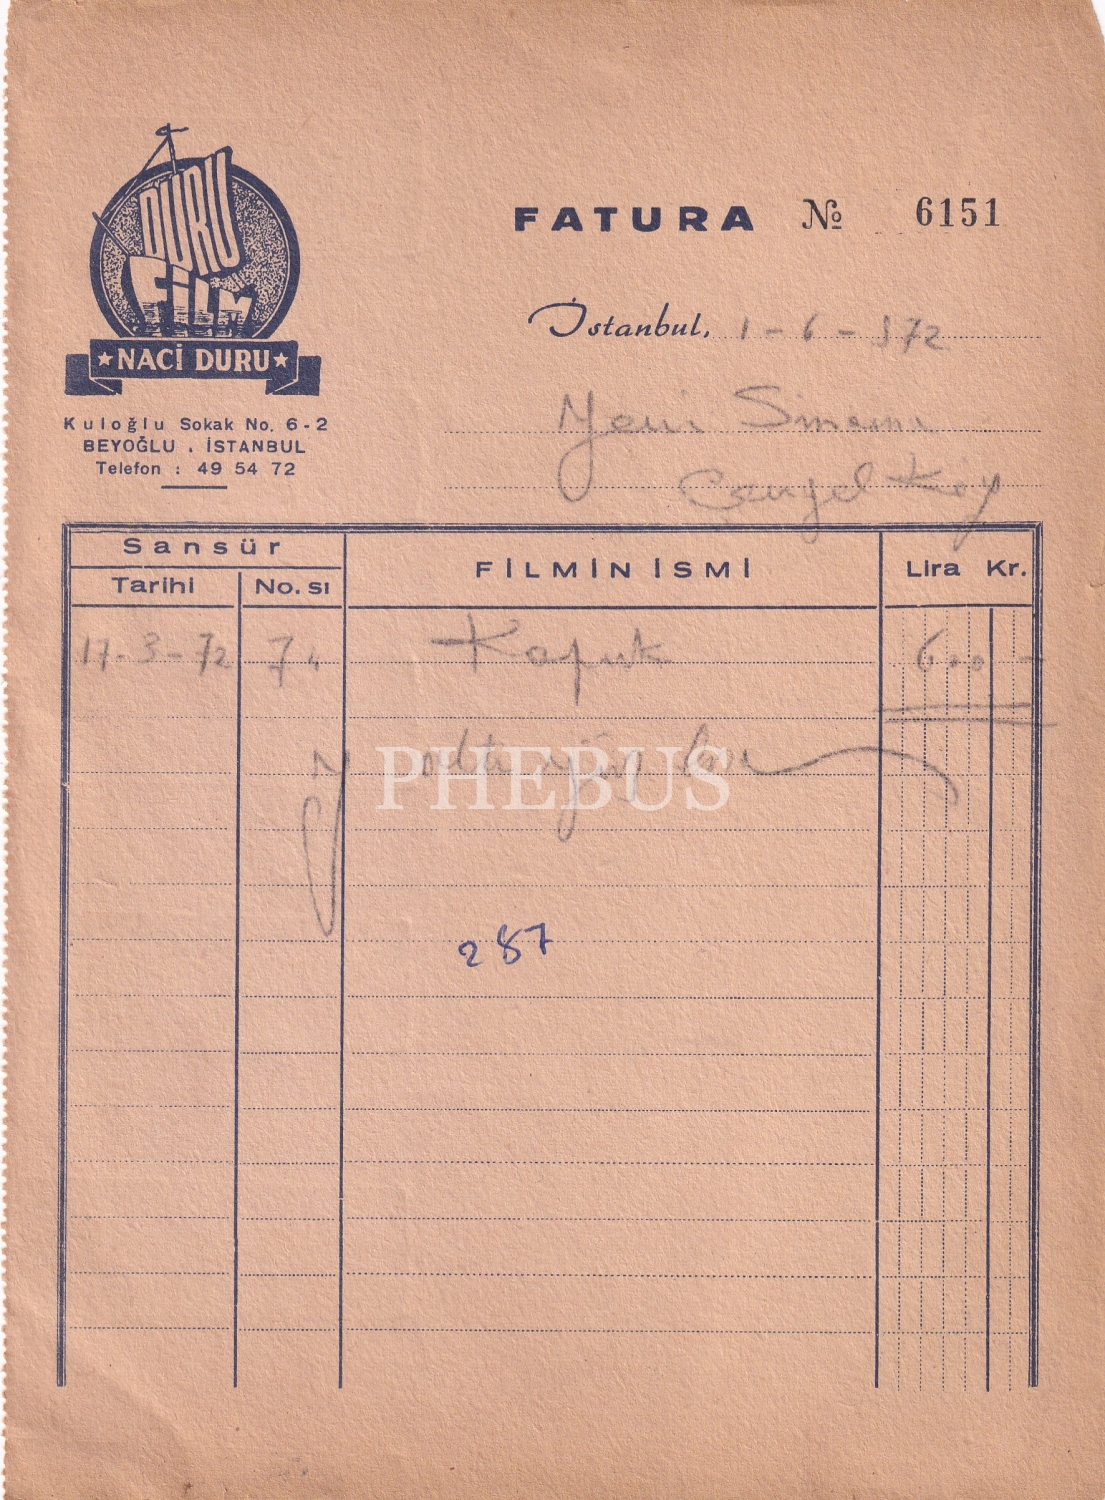 DURU
FİLM
★ NACİ DURU ★
Kuloğlu Sokak No. 6-2
BEYOĞLU . İSTANBUL
Telefon : 49 54 72
FATURA № 6151
İstanbul, 1-6-972
Yeni Sinema
Çengelköy
Sansür
Tarihi No. sı FİLMİN İSMİ Lira Kr.
17-3-72 74 600 -
PHEBUS
287